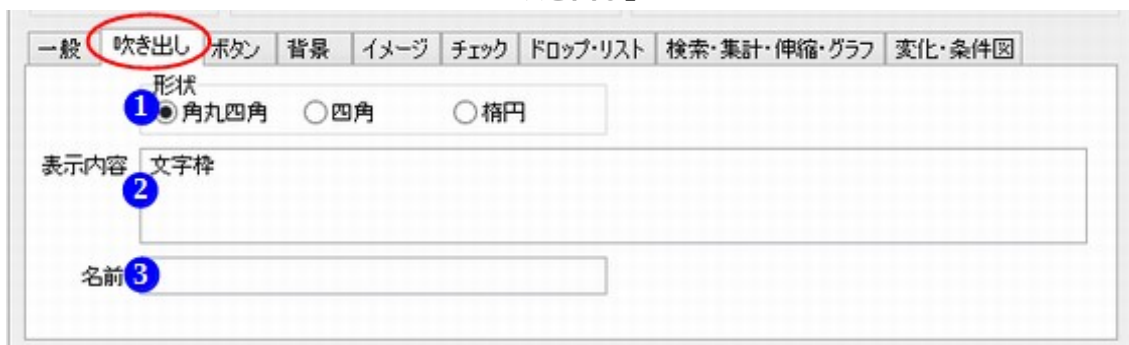 一般 吹き出し ボタン 背景 イメージ チェック ドロップ・リスト 検索・集計・伸縮・グラフ 変化・条件図
形状
1 角丸四角 四角 楕円
表示内容 文字枠
2
名前 3